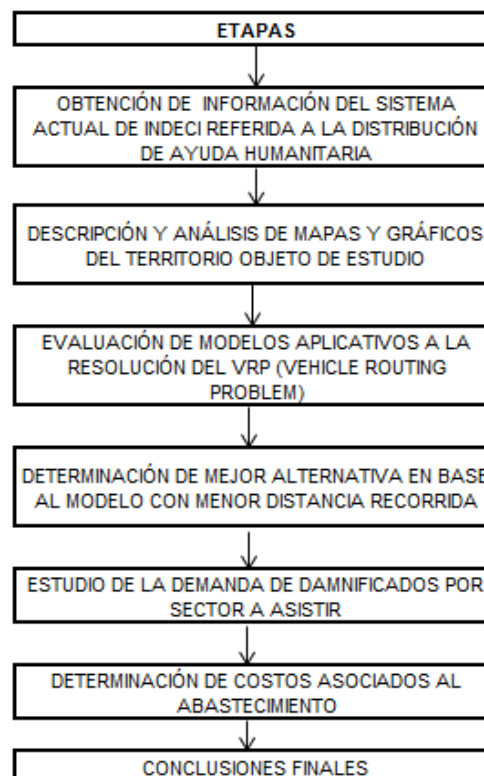 ETAPAS
OBTENCIÓN DE INFORMACIÓN DEL SISTEMA
ACTUAL DE INDECI REFERIDA A LA DISTRIBUCIÓN
DE AYUDA HUMANITARIA
DESCRIPCIÓN Y ANÁLISIS DE MAPAS Y GRÁFICOS
DEL TERRITORIO OBJETO DE ESTUDIO
EVALUACIÓN DE MODELOS APLICATIVOS A LA
RESOLUCIÓN DEL VRP (VEHICLE ROUTING
PROBLEM)
DETERMINACIÓN DE MEJOR ALTERNATIVA EN BASE
AL MODELO CON MENOR DISTANCIA RECORRIDA
ESTUDIO DE LA DEMANDA DE DAMNIFICADOS POR
SECTOR A ASISTIR
DETERMINACIÓN DE COSTOS ASOCIADOS AL
ABASTECIMIENTO
CONCLUSIONES FINALES